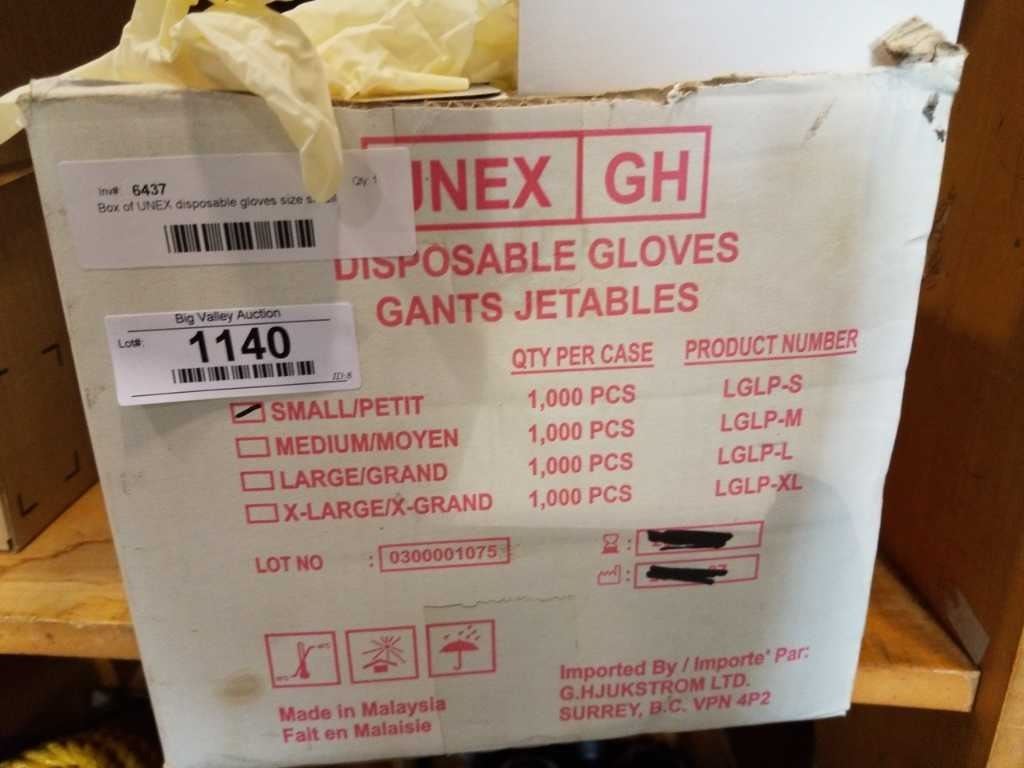 Inv#: 6437
Qty: 1
Box of UNEX disposable gloves size
UNEX GH
DISPOSABLE GLOVES
GANTS JETABLES
Big Valley Auction
Lot#: 1140
ID:8
QTY PER CASE PRODUCT NUMBER
SMALL/PETIT 1,000 PCS LGLP-S
MEDIUM/MOYEN 1,000 PCS LGLP-M
LARGE/GRAND 1,000 PCS LGLP-L
X-LARGE/X-GRAND 1,000 PCS LGLP-XL
LOT NO : 0300001075
:
:
Made in Malaysia
Fait en Malaisie
Imported By / Importe' Par:
G.HJUKSTROM LTD.
SURREY, B.C. VPN 4P2